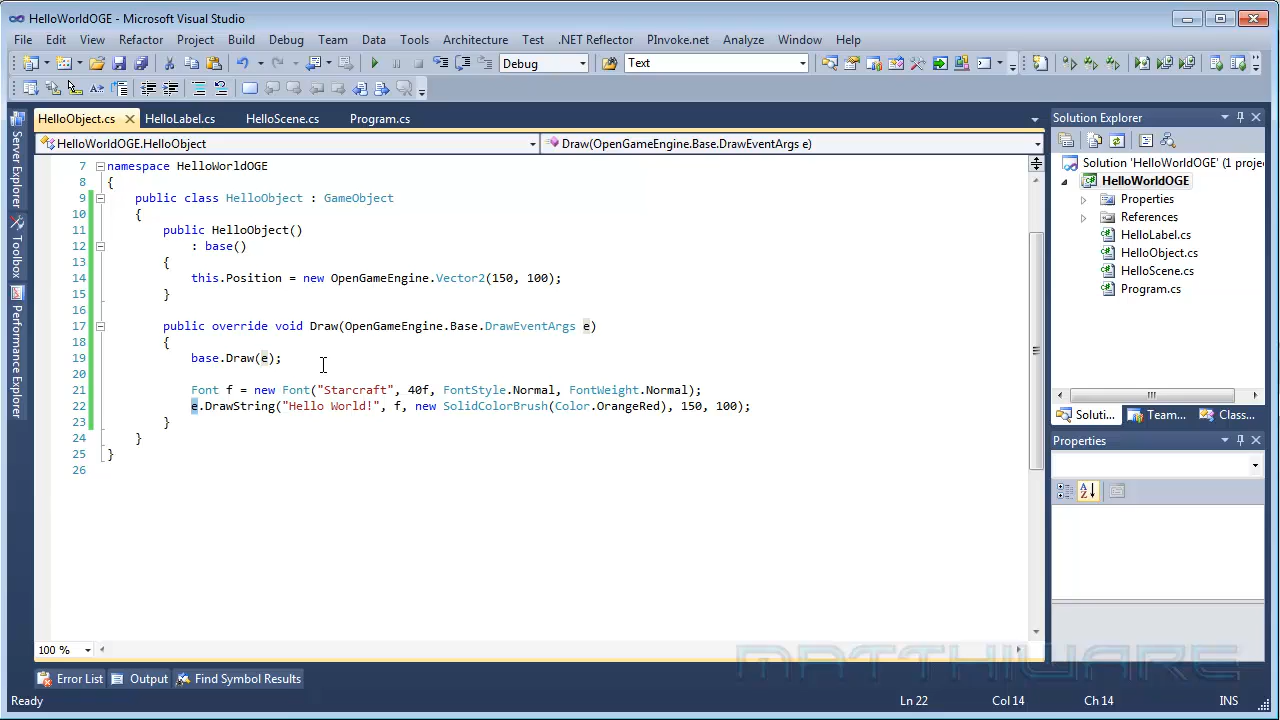 HelloWorldOGE - Microsoft Visual Studio
File Edit View Refactor Project Build Debug Team Data Tools Architecture Test .NET Reflector PInvoke.net Analyze Window Help
Debug Text
HelloObject.cs HelloLabel.cs HelloScene.cs Program.cs
HelloWorldOGE.HelloObject Draw(OpenGameEngine.Base.DrawEventArgs e)
7 namespace HelloWorldOGE
8 {
9 public class HelloObject : GameObject
10 {
11 public HelloObject()
12 : base()
13 {
14 this.Position = new OpenGameEngine.Vector2(150, 100);
15 }
16
17 public override void Draw(OpenGameEngine.Base.DrawEventArgs e)
18 {
19 base.Draw(e);
20
21 Font f = new Font("Starcraft", 40f, FontStyle.Normal, FontWeight.Normal);
22 e.DrawString("Hello World!", f, new SolidColorBrush(Color.OrangeRed), 150, 100);
23 }
24 }
25 }
26
100 %
Server Explorer
Toolbox
Performance Explorer
Solution Explorer
Solution 'HelloWorldOGE' (1 proje
HelloWorldOGE
Properties
References
HelloLabel.cs
HelloObject.cs
HelloScene.cs
Program.cs
Soluti... Team... Class...
Properties
MATTHIWARE
Error List Output Find Symbol Results
Ready Ln 22 Col 14 Ch 14 INS